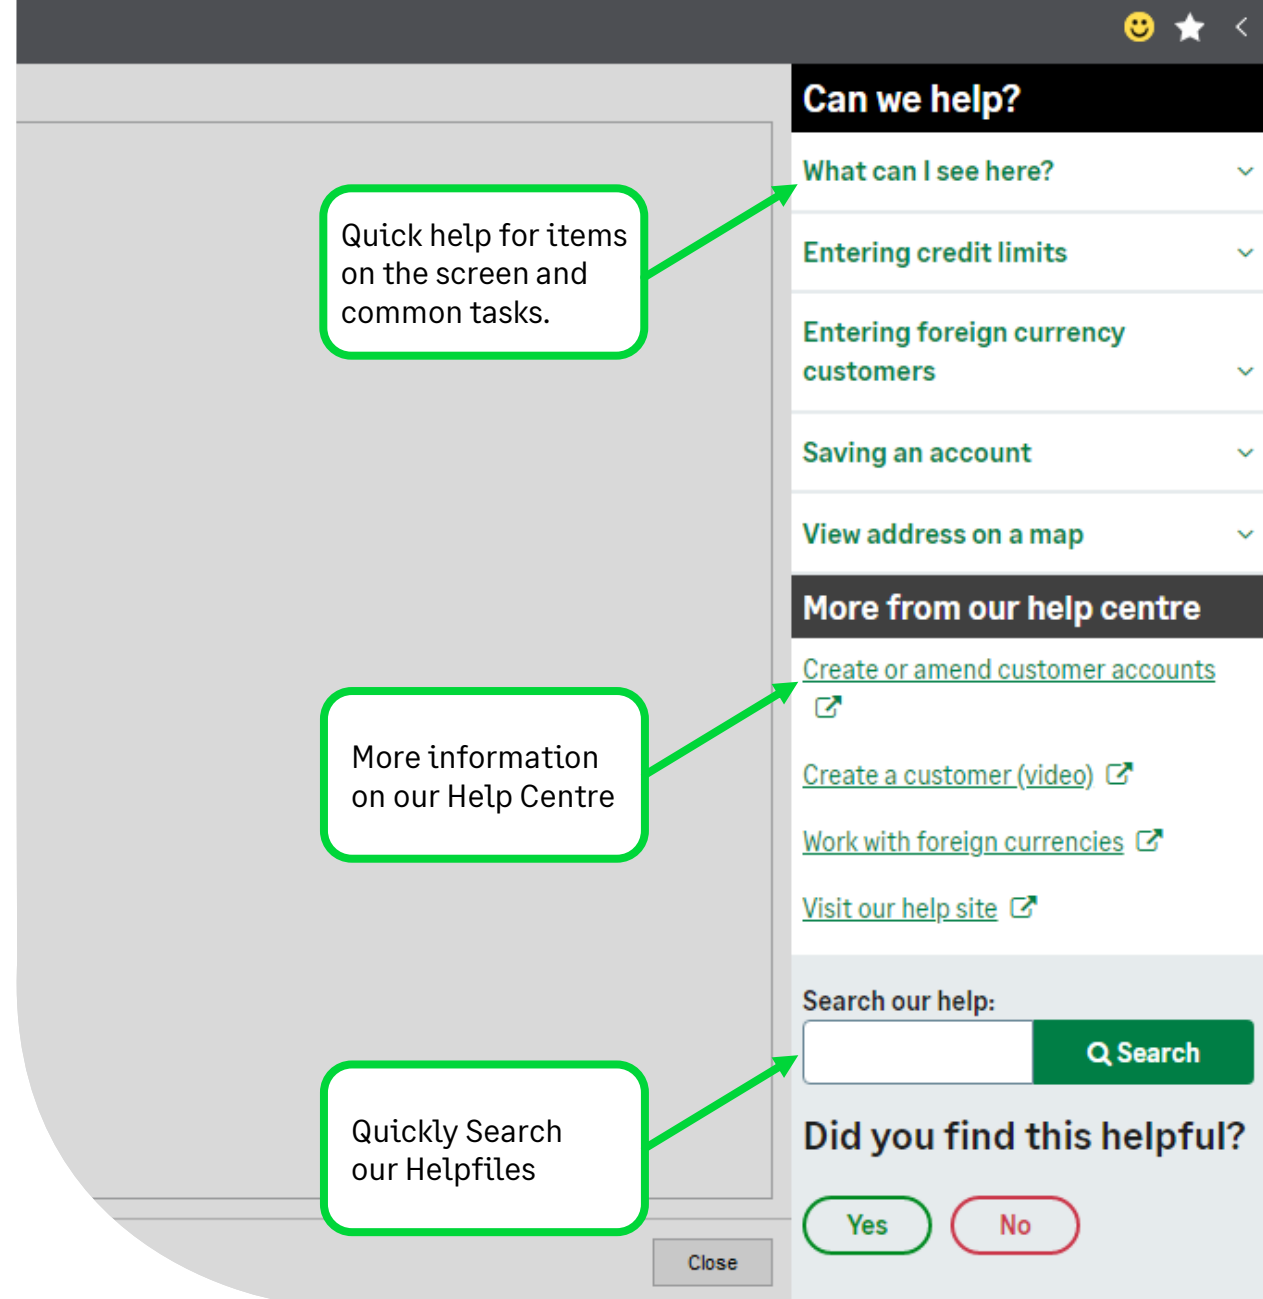 Can we help?
What can I see here?
Quick help for items
on the screen and
common tasks.
Entering credit limits
Entering foreign currency
customers
Saving an account
View address on a map
More from our help centre
Create or amend customer accounts
More information
on our Help Centre
Create a customer (video)
Work with foreign currencies
Visit our help site
Search our help:
Search
Quickly Search
our Helpfiles
Did you find this helpful?
Yes
No
Close